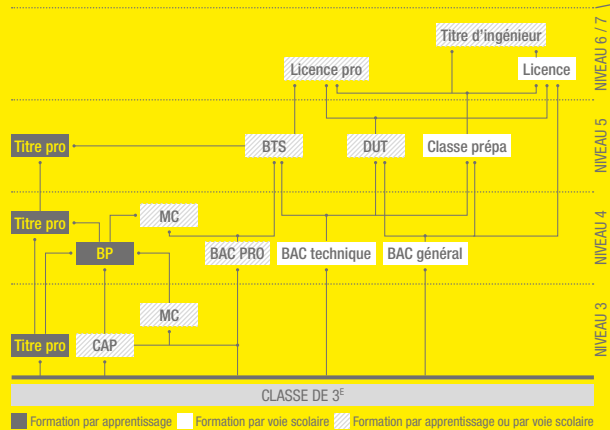 Titre d'ingénieur
Licence pro
Licence
NIVEAU 6 / 7
Titre pro
BTS
DUT
Classe prépa
NIVEAU 5
MC
Titre pro
BP
BAC PRO
BAC technique
BAC général
NIVEAU 4
MC
Titre pro
CAP
NIVEAU 3
CLASSE DE 3E
Formation par apprentissage
Formation par voie scolaire
Formation par apprentissage ou par voie scolaire